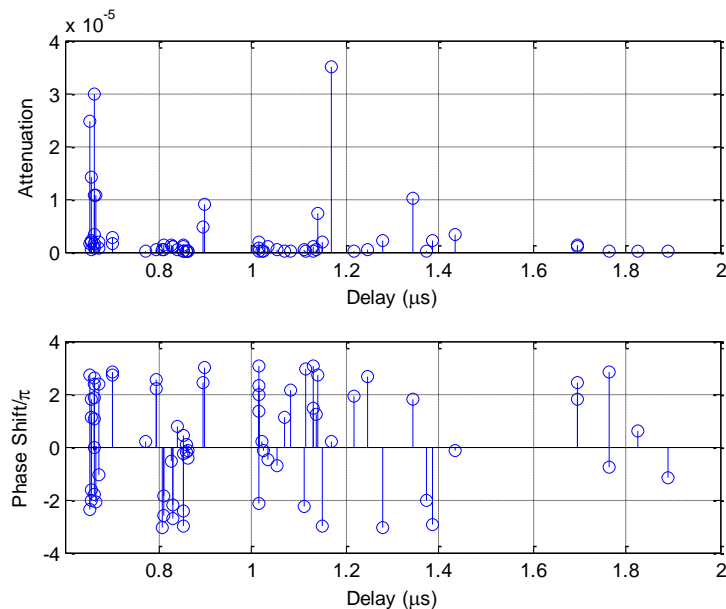 x 10^-5
4
3
2
1
0
Attenuation
0.8 1 1.2 1.4 1.6 1.8 2
Delay (μs)
4
2
0
-2
-4
Phase Shift/π
0.8 1 1.2 1.4 1.6 1.8 2
Delay (μs)